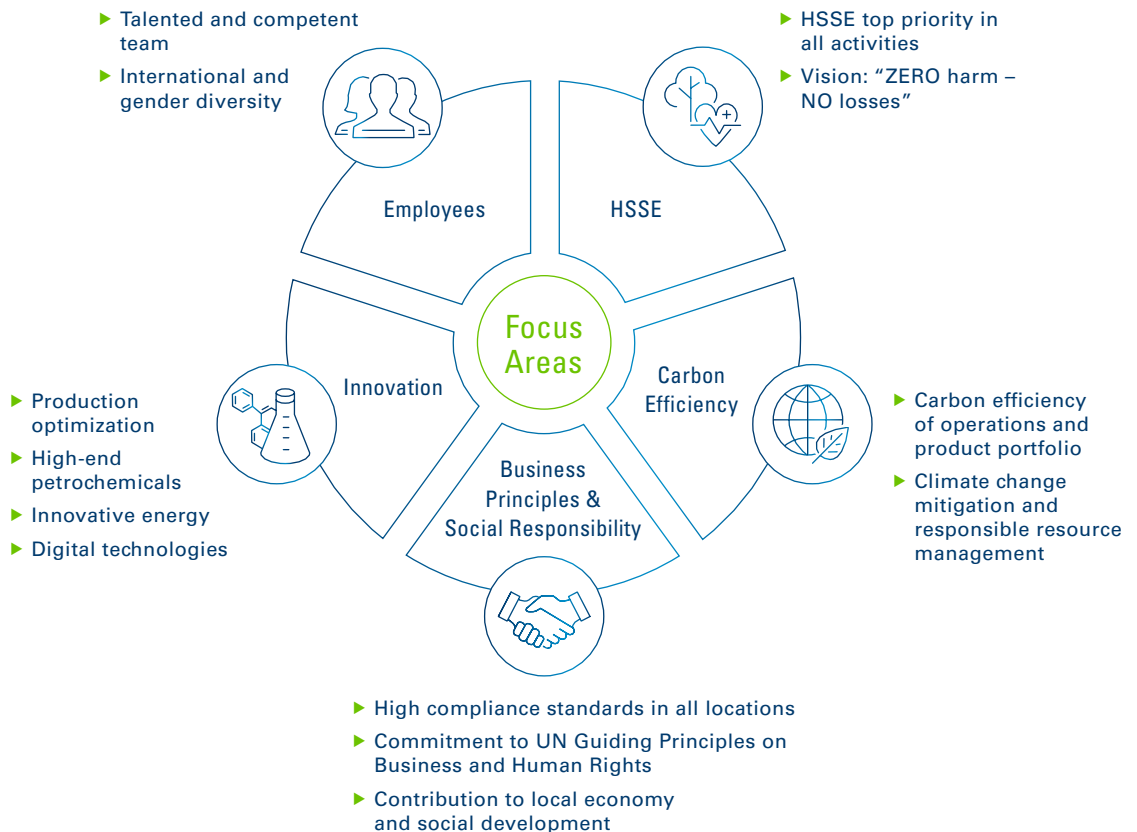 Talented and competent
team
International and
gender diversity
HSSE top priority in
all activities
Vision: “ZERO harm –
NO losses”
Employees
HSSE
Focus
Areas
Innovation
Carbon
Efficiency
Business
Principles &
Social Responsibility
Production
optimization
High-end
petrochemicals
Innovative energy
Digital technologies
Carbon efficiency
of operations and
product portfolio
Climate change
mitigation and
responsible resource
management
High compliance standards in all locations
Commitment to UN Guiding Principles on
Business and Human Rights
Contribution to local economy
and social development